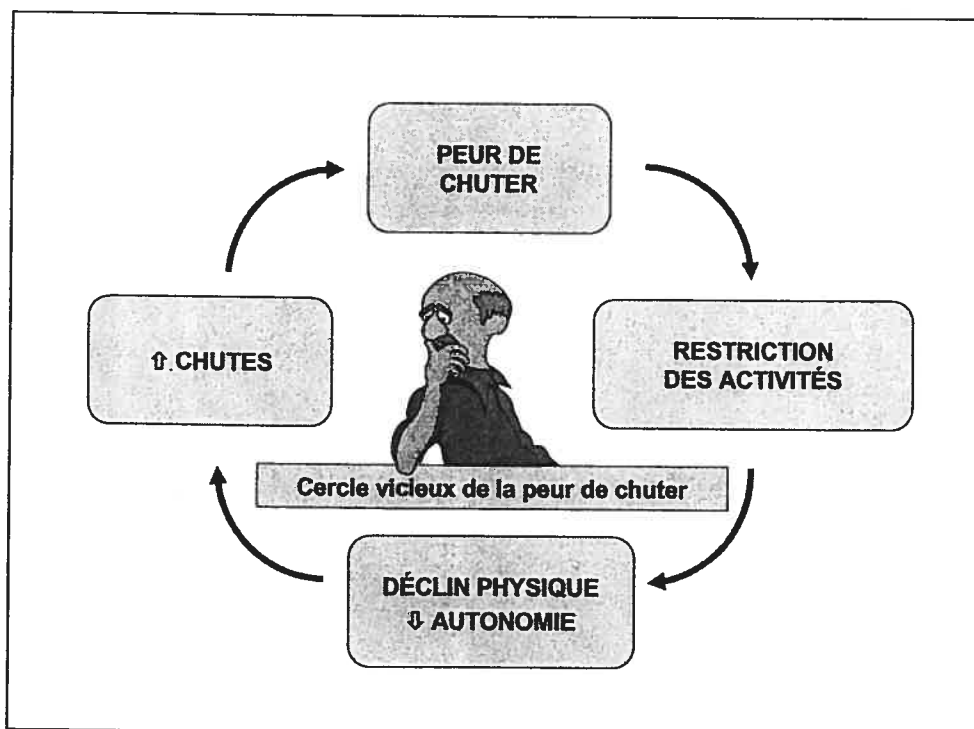 PEUR DE
CHUTER
⇧.CHUTES
RESTRICTION
DES ACTIVITÉS
Cercle vicieux de la peur de chuter
DÉCLIN PHYSIQUE
⇩ AUTONOMIE